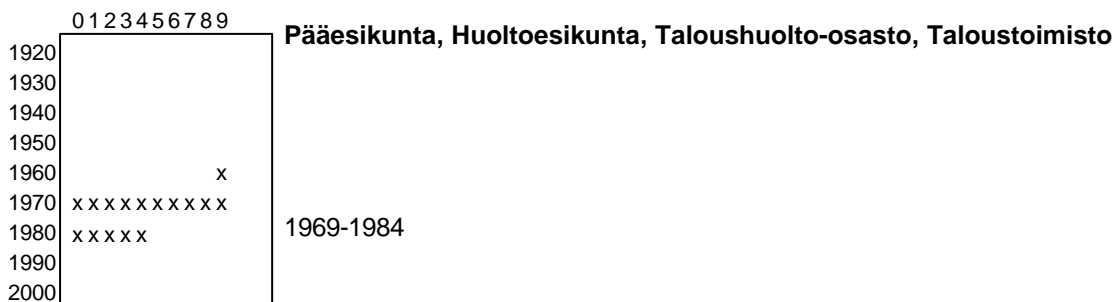 0 1 2 3 4 5 6 7 8 9
Pääesikunta, Huoltoesikunta, Taloushuolto-osasto, Taloustoimisto
1920
1930
1940
1950
1960 x
1970 x x x x x x x x x x
1980 x x x x x
1969-1984
1990
2000